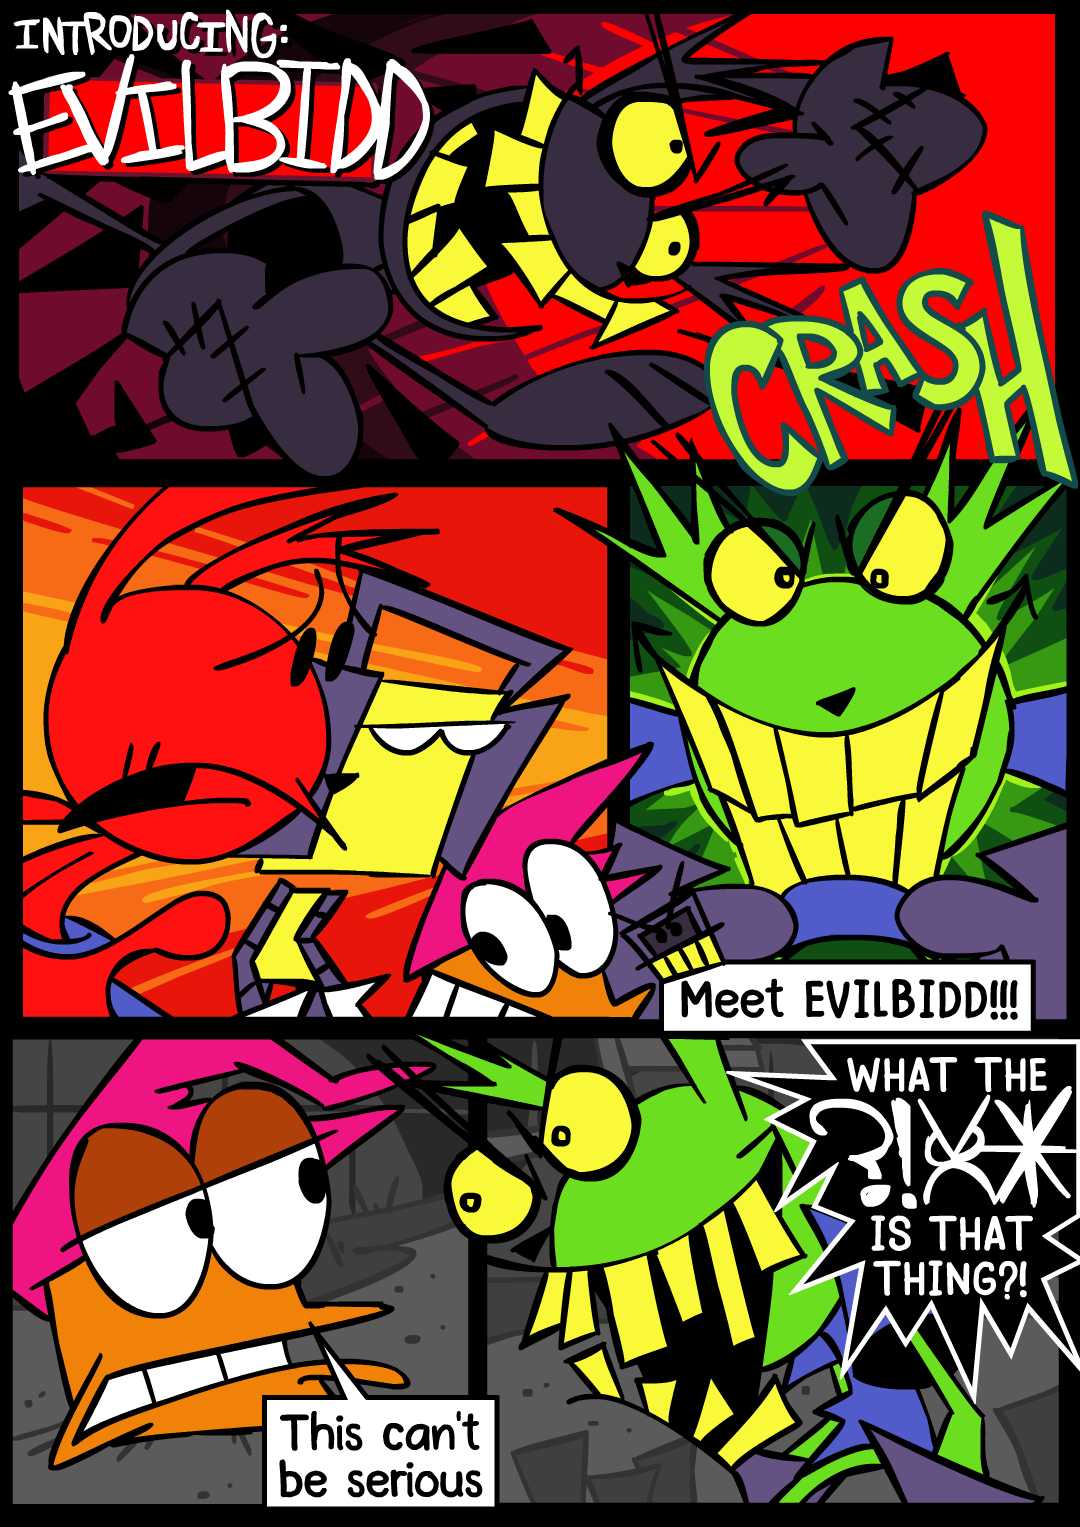 INTRODUCING:
EVILBIDD
CRASH
Meet EVILBIDD!!!
WHAT THE
?!
IS THAT
THING?!
This can't
be serious